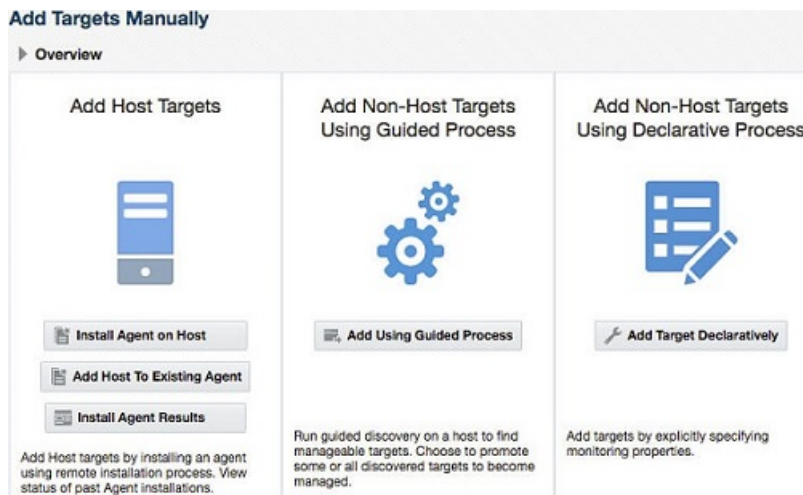 Add Targets Manually
Overview
Add Host Targets
Install Agent on Host
Add Host To Existing Agent
Install Agent Results
Add Host targets by installing an agent
using remote installation process. View
status of past Agent installations.
Add Non-Host Targets
Using Guided Process
Add Using Guided Process
Run guided discovery on a host to find
manageable targets. Choose to promote
some or all discovered targets to become
managed.
Add Non-Host Targets
Using Declarative Process
Add Target Declaratively
Add targets by explicitly specifying
monitoring properties.